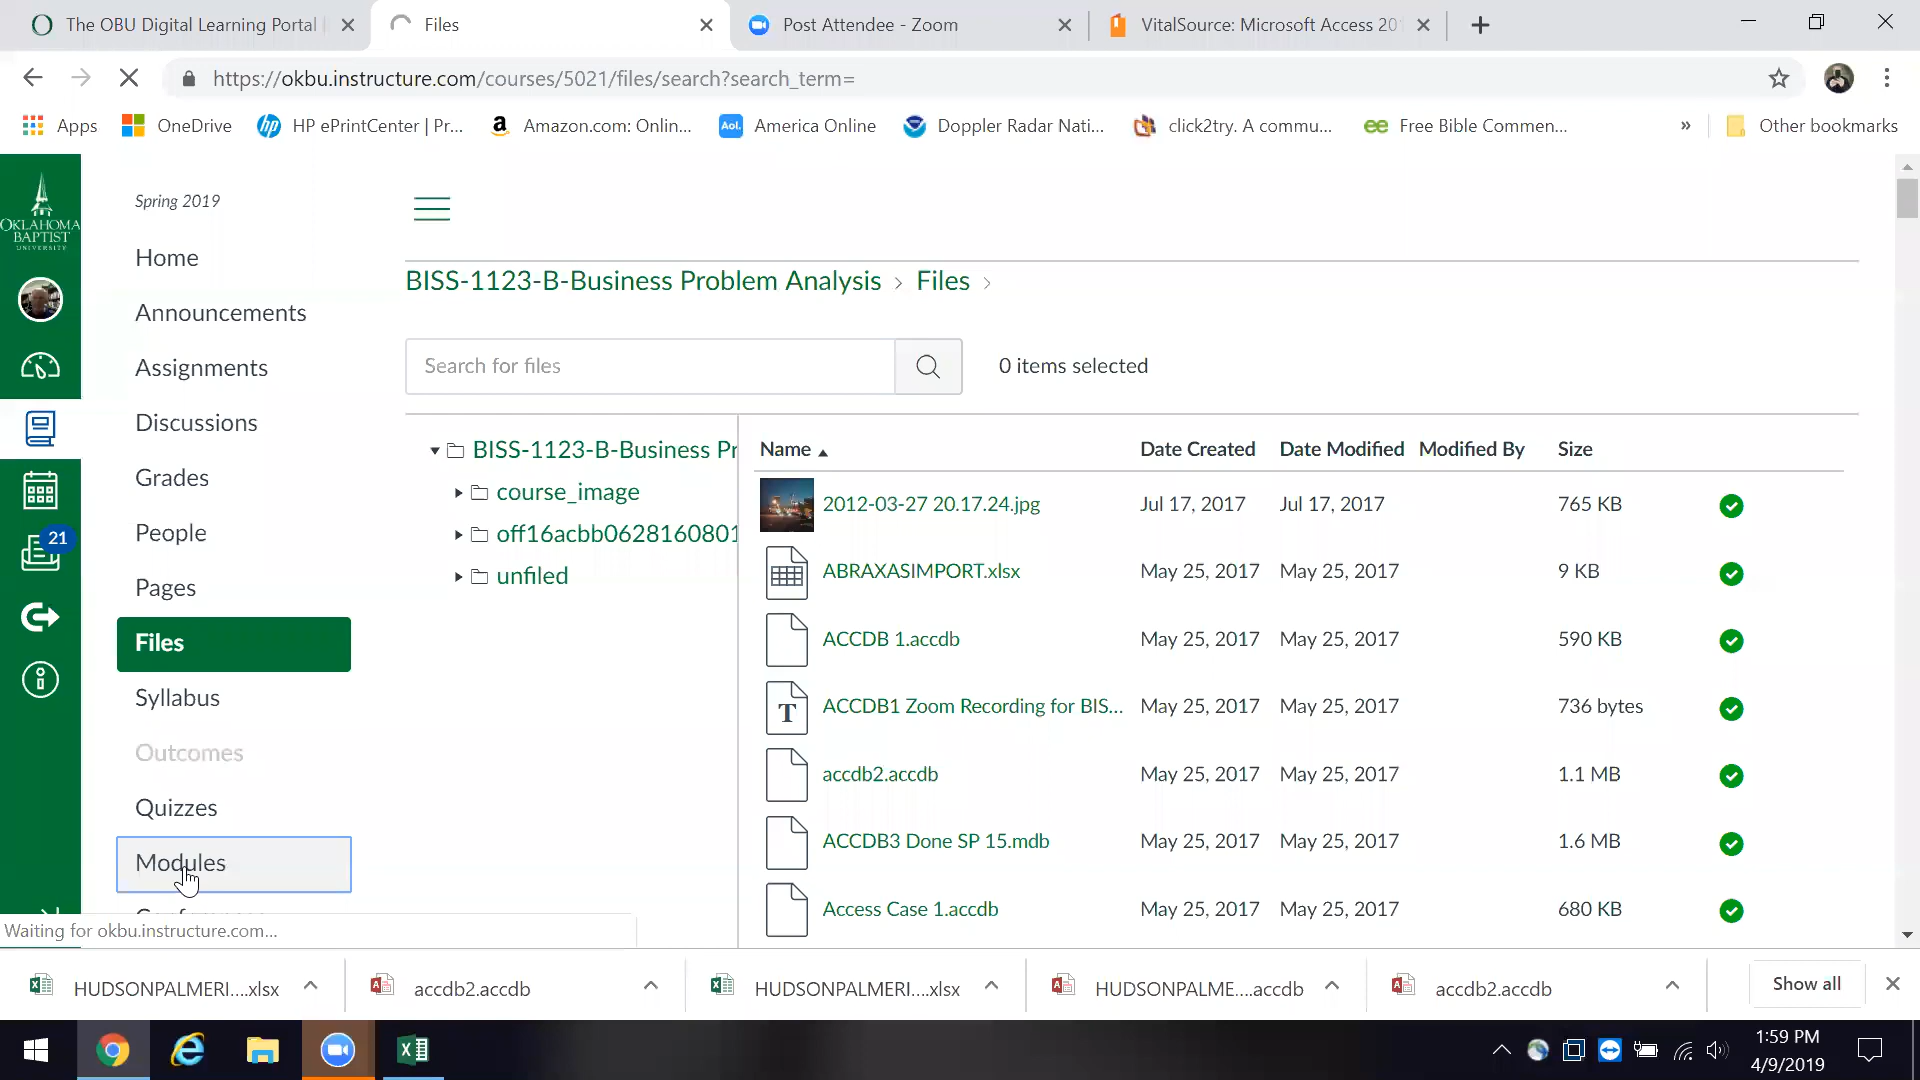 The OBU Digital Learning Portal
Files
Post Attendee - Zoom
VitalSource: Microsoft Access 20
https://okbu.instructure.com/courses/5021/files/search?search_term=
Apps
OneDrive
HP ePrintCenter | Pr...
Amazon.com: Onlin...
Aol.
America Online
Doppler Radar Nati...
click2try. A commu...
Free Bible Commen...
»
Other bookmarks
OKLAHOMA
BAPTIST
UNIVERSITY
21
Spring 2019
Home
Announcements
Assignments
Discussions
Grades
People
Pages
Files
Syllabus
Outcomes
Quizzes
Modules
Waiting for okbu.instructure.com...
BISS-1123-B-Business Problem Analysis › Files ›
Search for files
0 items selected
BISS-1123-B-Business Pr
course_image
off16acbb0628160801
unfiled
Name Date Created Date Modified Modified By Size
2012-03-27 20.17.24.jpg Jul 17, 2017 Jul 17, 2017 765 KB
ABRAXASIMPORT.xlsx May 25, 2017 May 25, 2017 9 KB
ACCDB 1.accdb May 25, 2017 May 25, 2017 590 KB
T ACCDB1 Zoom Recording for BIS... May 25, 2017 May 25, 2017 736 bytes
accdb2.accdb May 25, 2017 May 25, 2017 1.1 MB
ACCDB3 Done SP 15.mdb May 25, 2017 May 25, 2017 1.6 MB
Access Case 1.accdb May 25, 2017 May 25, 2017 680 KB
HUDSONPALMERI....xlsx
accdb2.accdb
HUDSONPALMERI....xlsx
HUDSONPALME....accdb
accdb2.accdb
Show all
1:59 PM
4/9/2019